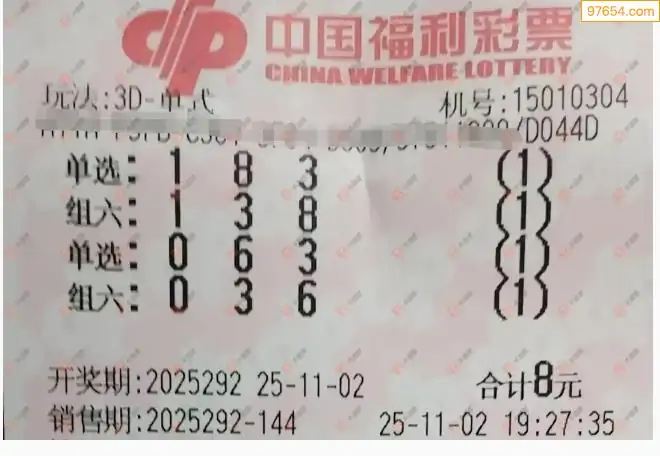 97654.com
中国福利彩票
CHINA WELFARE LOTTERY
玩法:3D-单式 机号:15010304
/D044D
单选: 1 8 3 (1)
组六: 1 3 8 (1)
单选: 0 6 3 (1)
组六: 0 3 6 (1)
开奖期:2025292 25-11-02 合计8元
销售期:2025292-144 25-11-02 19:27:35